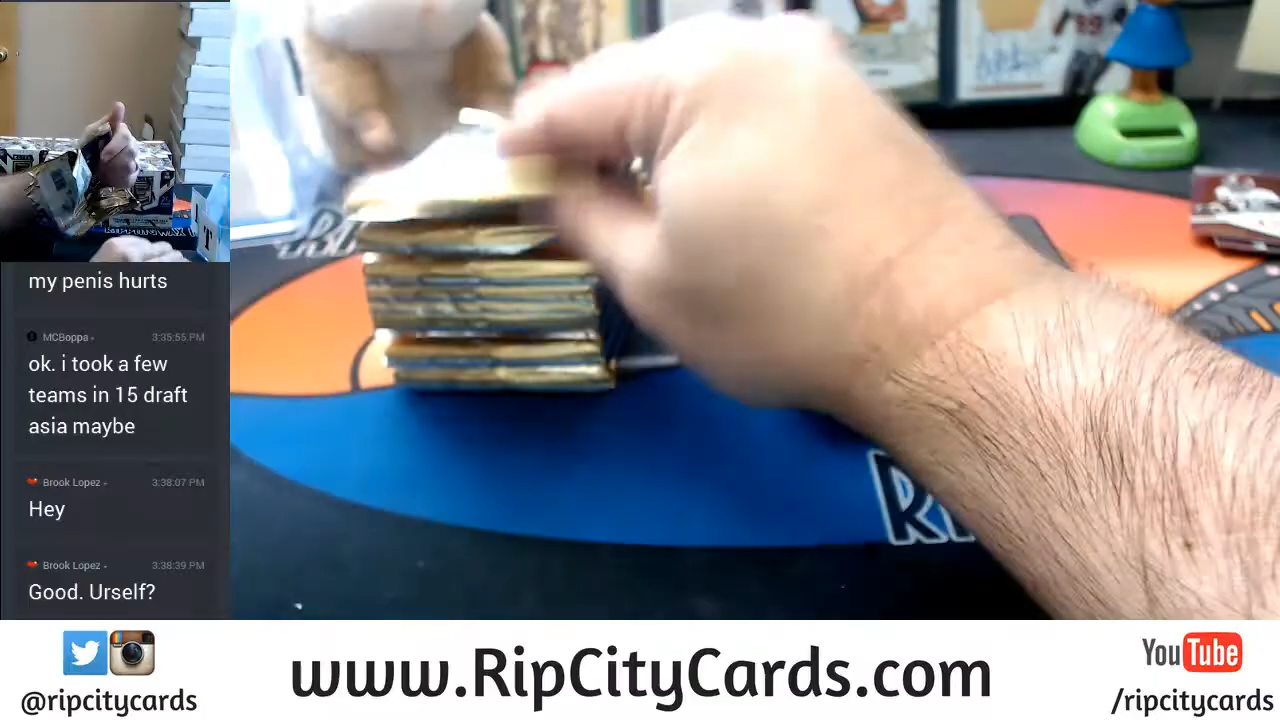 my penis hurts
MCBoppa
3:35:55 PM
ok. i took a few
teams in 15 draft
asia maybe
Brook Lopez
3:38:07 PM
Hey
Brook Lopez
3:38:39 PM
Good. Urself?
@ripcitycards
www.RipCityCards.com
YouTube
/ripcitycards